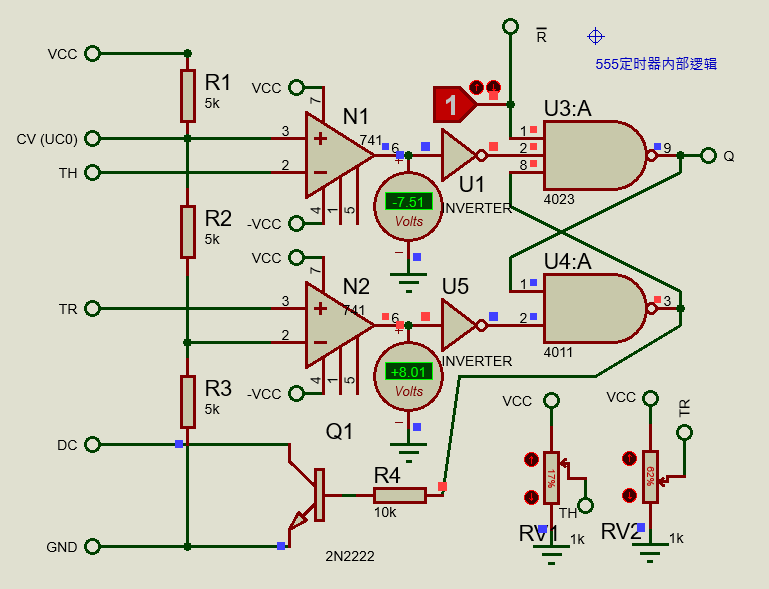 R
555定时器内部逻辑
VCC
R1
5k
VCC
7
N1
741
1
U3:A
CV (UC0)
3
6
1
2
8
9
Q
TH
2
U1
INVERTER
4023
4
1
5
-7.51
Volts
R2
5k
-VCC
VCC
7
N2
741
U5
U4:A
TR
3
6
1
2
3
2
INVERTER
4011
4
1
5
+8.01
Volts
R3
5k
-VCC
VCC
VCC
TR
Q1
DC
R4
10k
17%
62%
TH
RV1
1k
RV2
1k
GND
2N2222